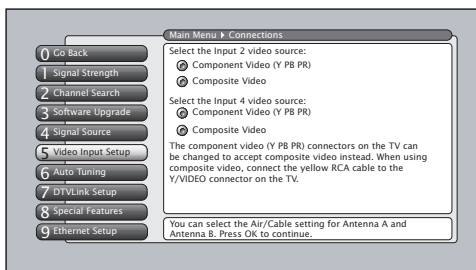 Main Menu ▸ Connections
0 Go Back
1 Signal Strength
2 Channel Search
3 Software Upgrade
4 Signal Source
5 Video Input Setup
6 Auto Tuning
7 DTVLink Setup
8 Special Features
9 Ethernet Setup
Select the Input 2 video source:
Component Video (Y PB PR)
Composite Video
Select the Input 4 video source:
Component Video (Y PB PR)
Composite Video
The component video (Y PB PR) connectors on the TV can
be changed to accept composite video instead. When using
composite video, connect the yellow RCA cable to the
Y/VIDEO connector on the TV.
You can select the Air/Cable setting for Antenna A and
Antenna B. Press OK to continue.